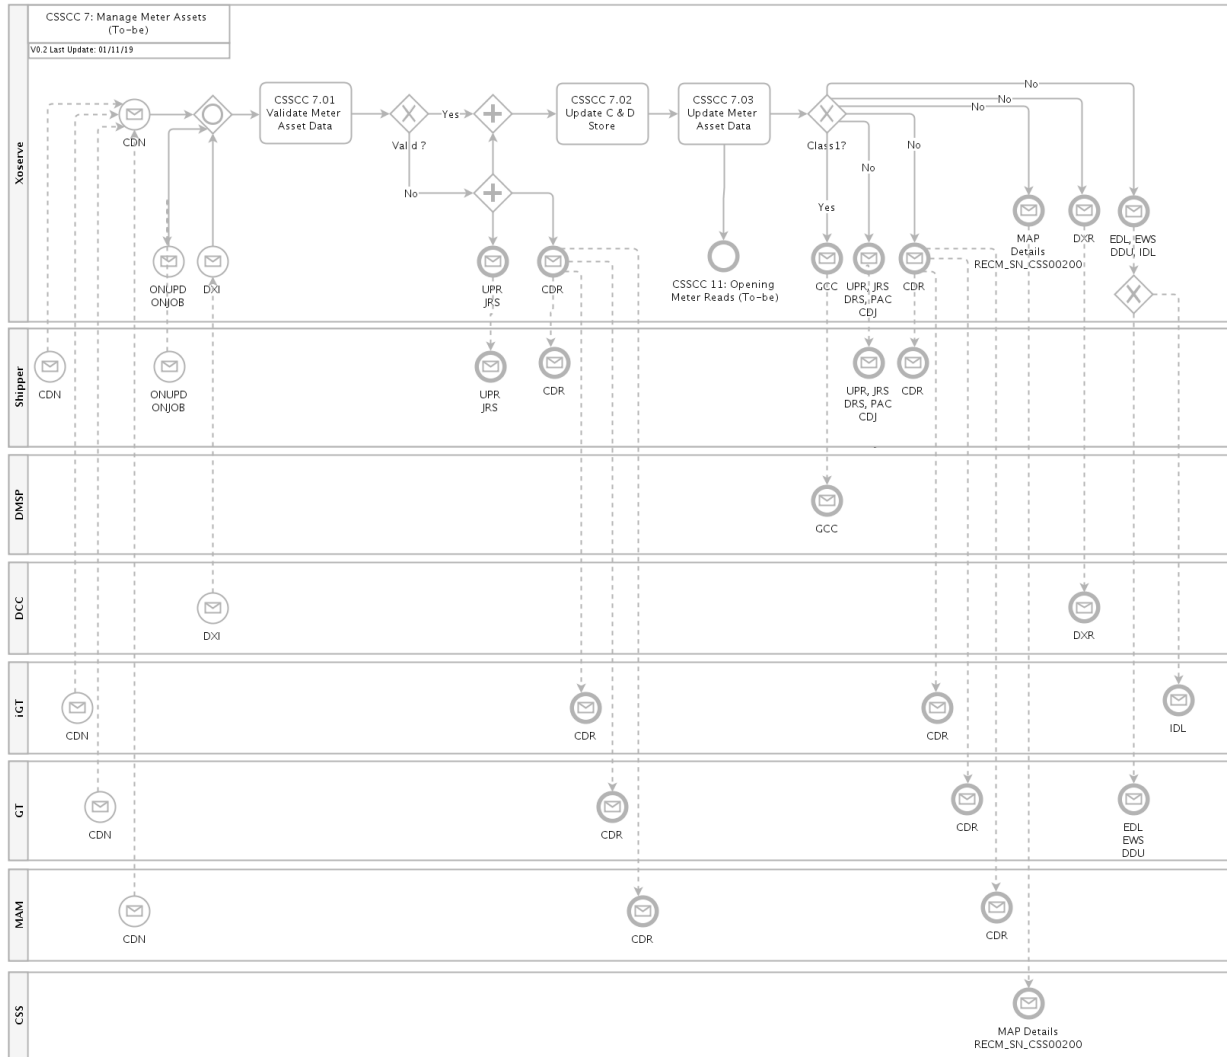 CSSCC 7: Manage Meter Assets
(To-be)
V0.2 Last Update: 01/11/19
Xoserve
CDN
ONUPD
ONJOB
DXI
CSSCC 7.01
Validate Meter
Asset Data
Valid ?
Yes
No
UPR
JRS
CDR
CSSCC 7.02
Update C & D
Store
CSSCC 7.03
Update Meter
Asset Data
CSSCC 11: Opening
Meter Reads (To-be)
Class1?
Yes
No
No
No
No
No
GCC
UPR, JRS
DRS, PAC
CDJ
CDR
MAP
Details
RECM_SN_CSS00200
DXR
EDL, EWS
DDU, IDL
Shipper
CDN
ONUPD
ONJOB
UPR
JRS
CDR
UPR, JRS
DRS, PAC
CDJ
CDR
DMSP
GCC
DCC
DXI
DXR
iGT
CDN
CDR
CDR
IDL
GT
CDN
CDR
CDR
EDL
EWS
DDU
MAM
CDN
CDR
CDR
CSS
MAP Details
RECM_SN_CSS00200